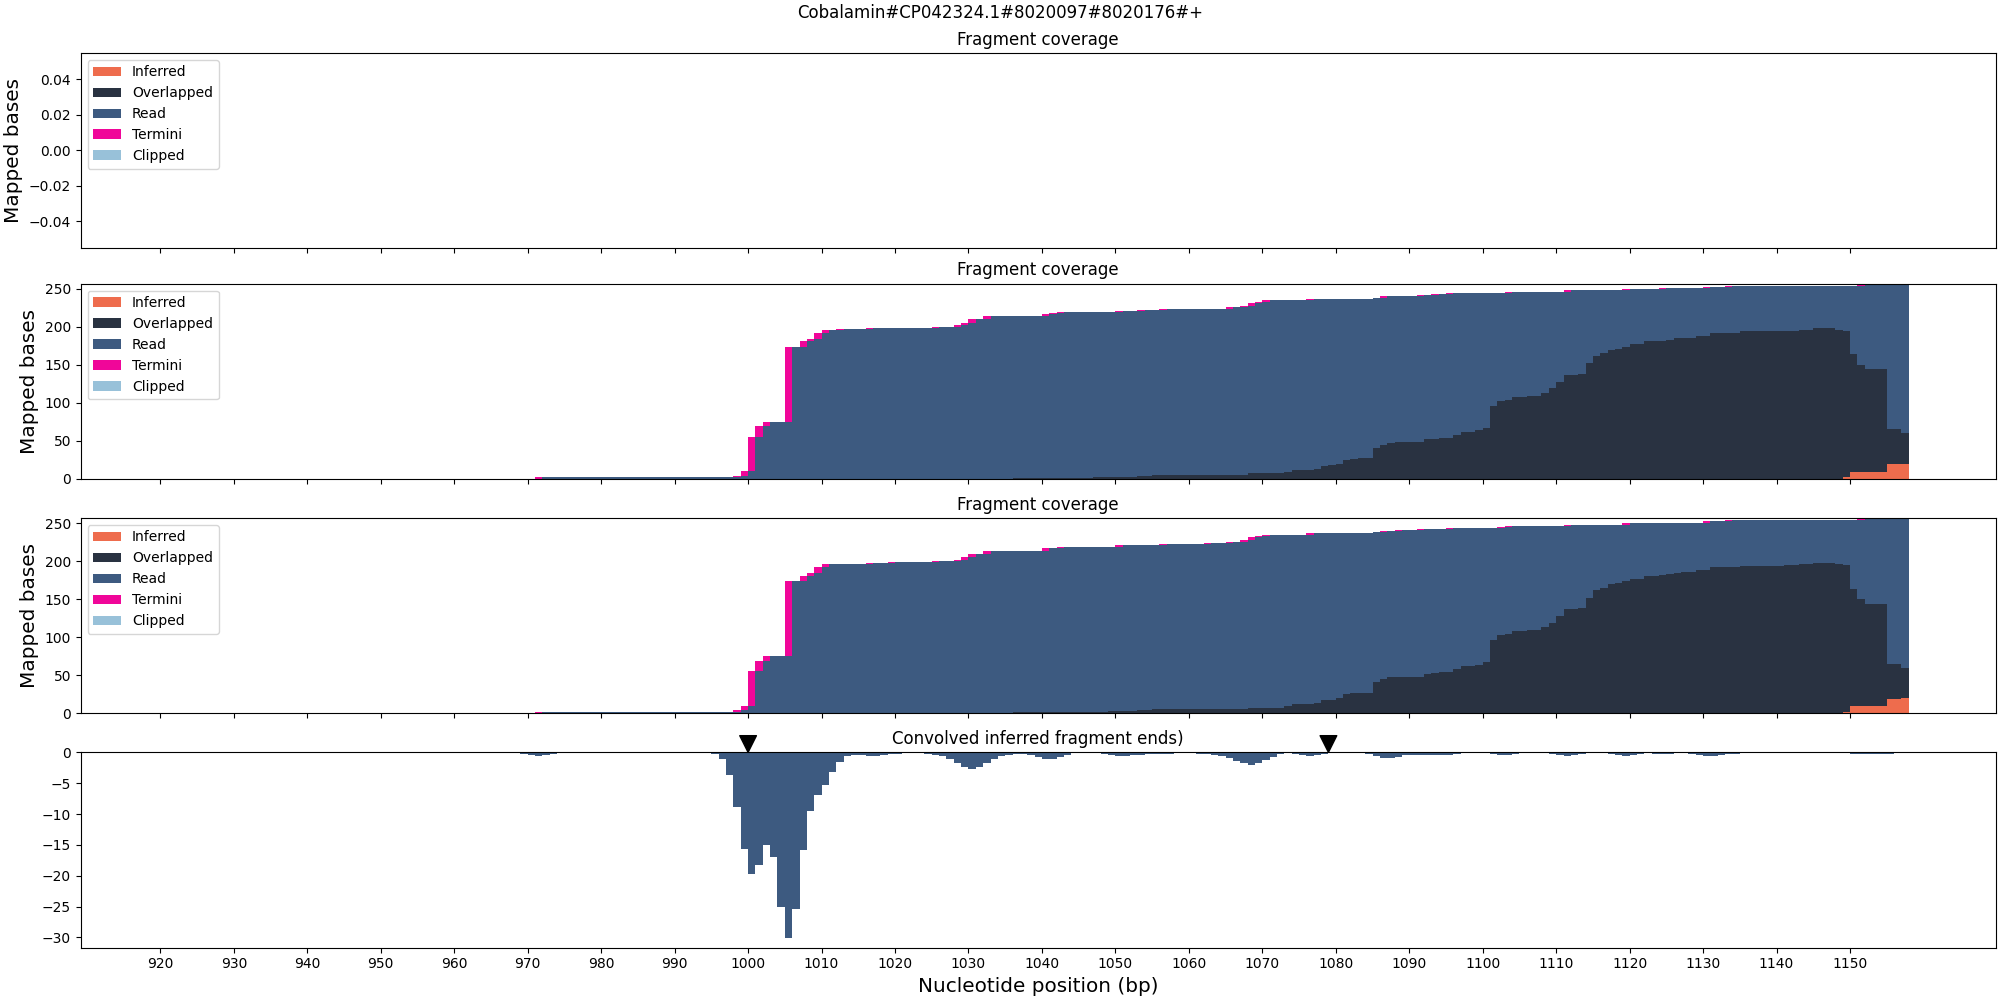 Cobalamin#CP042324.1#8020097#8020176#+
Fragment coverage
Mapped bases
0.04
0.02
0.00
−0.02
−0.04
Inferred
Overlapped
Read
Termini
Clipped
Fragment coverage
Mapped bases
250
200
150
100
50
0
Inferred
Overlapped
Read
Termini
Clipped
Fragment coverage
Mapped bases
250
200
150
100
50
0
Inferred
Overlapped
Read
Termini
Clipped
Convolved inferred fragment ends)
0
−5
−10
−15
−20
−25
−30
920 930 940 950 960 970 980 990 1000 1010 1020 1030 1040 1050 1060 1070 1080 1090 1100 1110 1120 1130 1140 1150
Nucleotide position (bp)